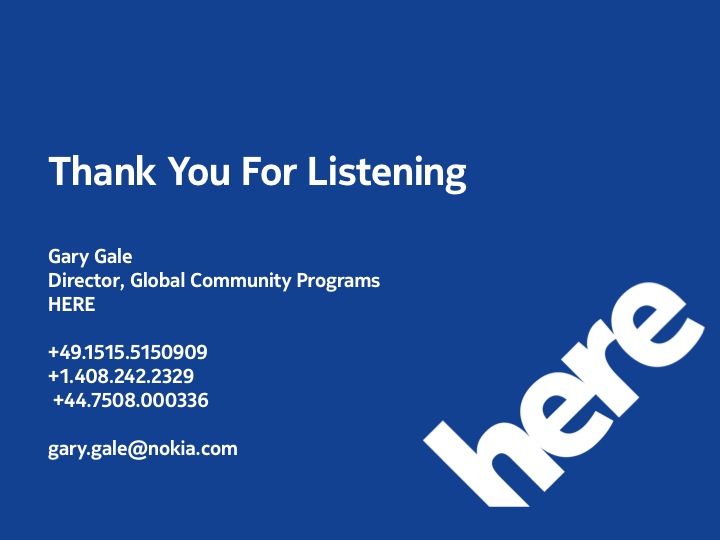 Thank You For Listening
Gary Gale
Director, Global Community Programs
HERE
+49.1515.5150909
+1.408.242.2329
+44.7508.000336
gary.gale@nokia.com
here